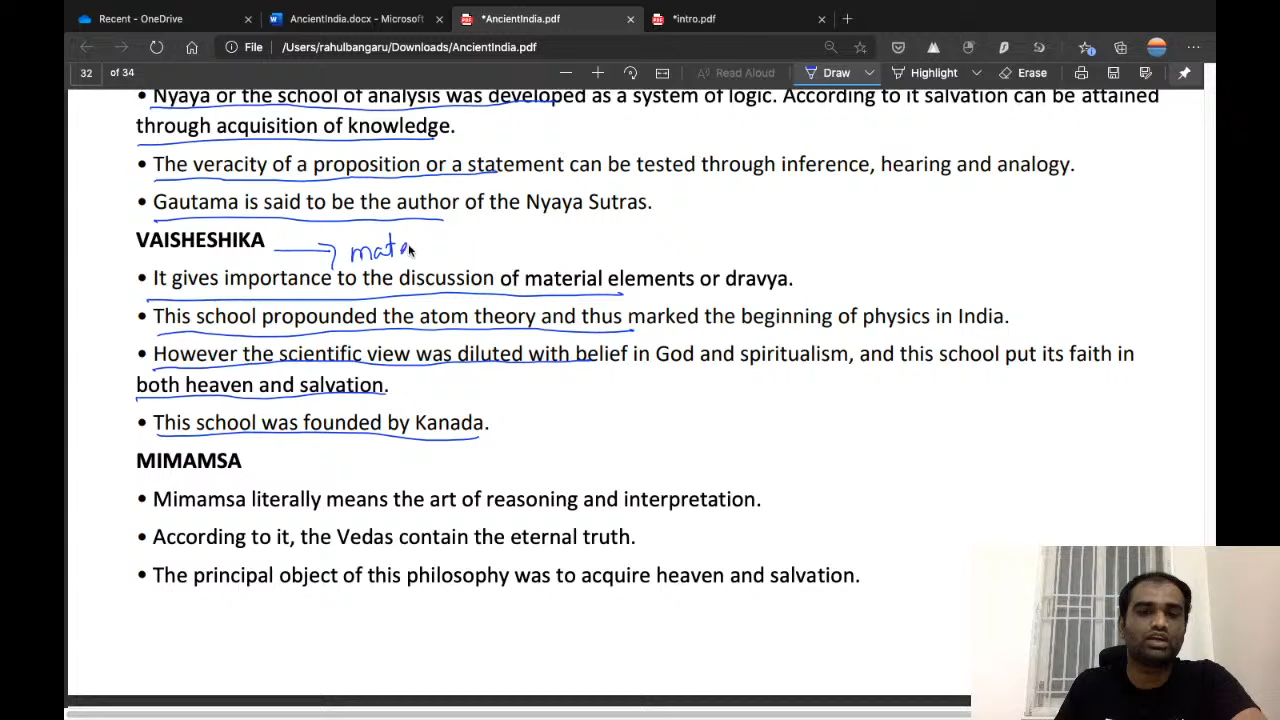 Recent - OneDrive
AncientIndia.docx - Microsoft
*AncientIndia.pdf
*intro.pdf
File
/Users/rahulbangaru/Downloads/AncientIndia.pdf
32 of 34
Read Aloud
Draw
Highlight
Erase
• Nyaya or the school of analysis was developed as a system of logic. According to it salvation can be attained
through acquisition of knowledge.
• The veracity of a proposition or a statement can be tested through inference, hearing and analogy.
• Gautama is said to be the author of the Nyaya Sutras.
VAISHESHIKA
mate
• It gives importance to the discussion of material elements or dravya.
• This school propounded the atom theory and thus marked the beginning of physics in India.
• However the scientific view was diluted with belief in God and spiritualism, and this school put its faith in
both heaven and salvation.
• This school was founded by Kanada.
MIMAMSA
• Mimamsa literally means the art of reasoning and interpretation.
• According to it, the Vedas contain the eternal truth.
• The principal object of this philosophy was to acquire heaven and salvation.